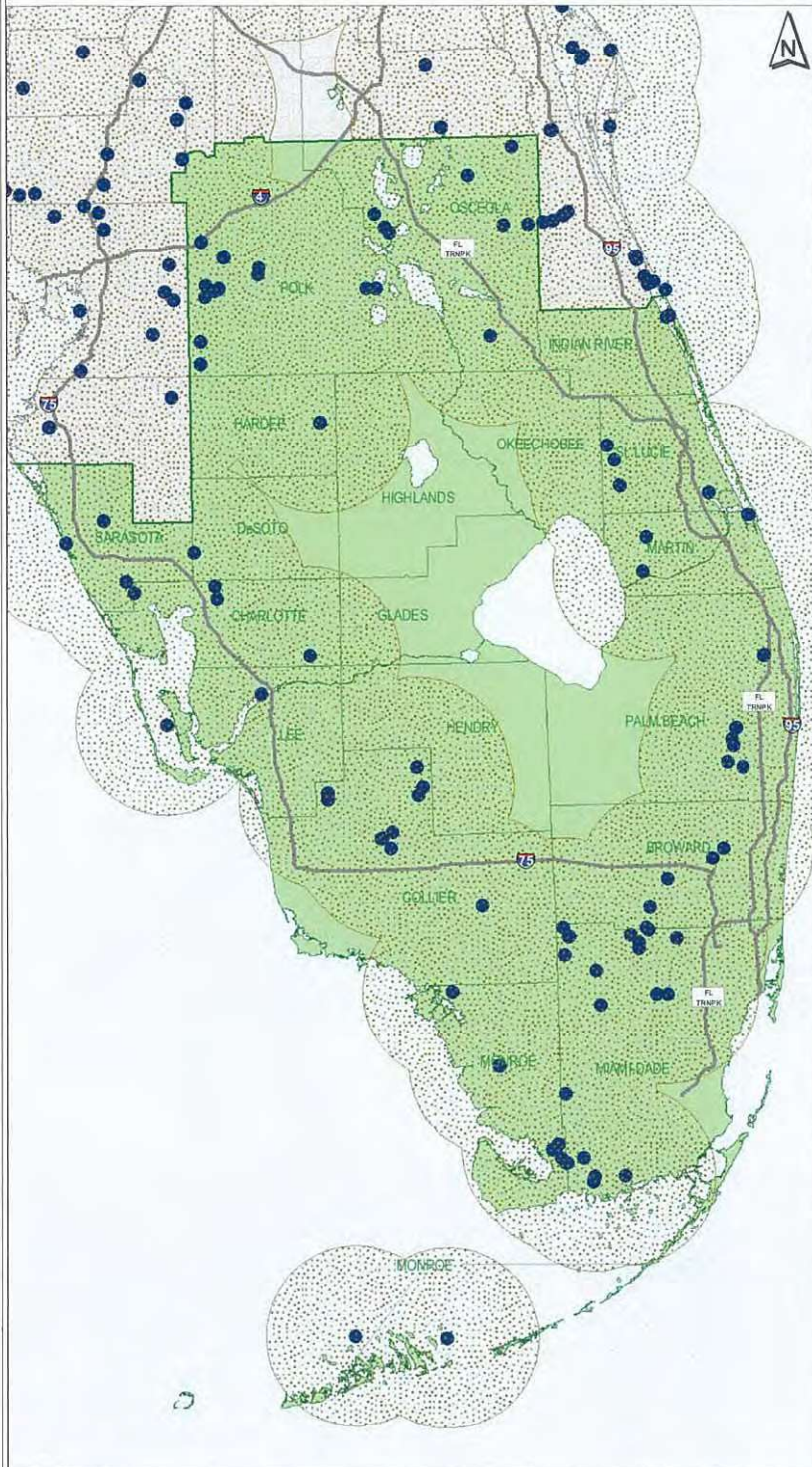 N
4
OSCEOLA
FL
TRNPK
95
POLK
INDIAN RIVER
75
HARDEE
OKEECHOBEE
ST. LUCIE
HIGHLANDS
DeSOTO
SARASOTA
MARTIN
CHARLOTTE
GLADES
FL
TRNPK
LEE
HENDRY
PALM BEACH
95
BROWARD
75
COLLIER
FL
TRNPK
MONROE
MIAMI-DADE
MONROE